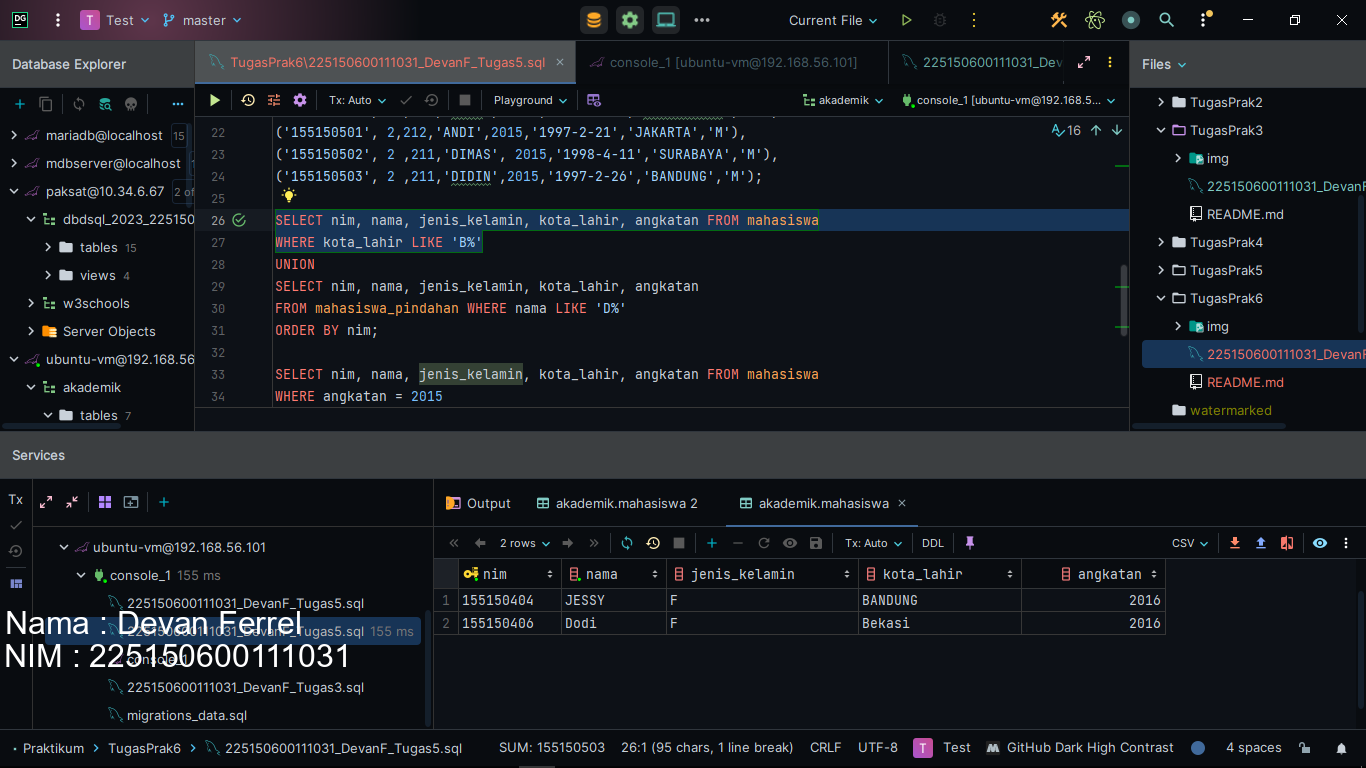 DG
T Test master Current File
Database Explorer
TugasPrak6\225150600111031_DevanF_Tugas5.sql
console_1 [ubuntu-vm@192.168.56.101]
225150600111031_Dev
Files
Tx: Auto Playground akademik console_1 [ubuntu-vm@192.168.5...
mariadb@localhost 15
mdbserver@localhost
paksat@10.34.6.67 2 of
dbdsql_2023_225150
tables 15
views 4
w3schools
Server Objects
ubuntu-vm@192.168.56
akademik
tables 7
22 ('155150501', 2,212,'ANDI',2015,'1997-2-21','JAKARTA','M'),
23 ('155150502', 2 ,211,'DIMAS', 2015,'1998-4-11','SURABAYA','M'),
24 ('155150503', 2 ,211,'DIDIN',2015,'1997-2-26','BANDUNG','M');
25
26 SELECT nim, nama, jenis_kelamin, kota_lahir, angkatan FROM mahasiswa
27 WHERE kota_lahir LIKE 'B%'
28 UNION
29 SELECT nim, nama, jenis_kelamin, kota_lahir, angkatan
30 FROM mahasiswa_pindahan WHERE nama LIKE 'D%'
31 ORDER BY nim;
32
33 SELECT nim, nama, jenis_kelamin, kota_lahir, angkatan FROM mahasiswa
34 WHERE angkatan = 2015
16
TugasPrak2
TugasPrak3
img
225150600111031_DevanF
README.md
TugasPrak4
TugasPrak5
TugasPrak6
img
225150600111031_DevanF
README.md
watermarked
Services
Tx
ubuntu-vm@192.168.56.101
console_1 155 ms
225150600111031_DevanF_Tugas5.sql
225150600111031_DevanF_Tugas5.sql 155 ms
console_1
225150600111031_DevanF_Tugas3.sql
migrations_data.sql
Nama : Devan Ferrel
NIM : 225150600111031
Output akademik.mahasiswa 2 akademik.mahasiswa
2 rows Tx: Auto DDL CSV
nim nama jenis_kelamin kota_lahir angkatan
1 155150404 JESSY F BANDUNG 2016
2 155150406 Dodi F Bekasi 2016
Praktikum TugasPrak6 225150600111031_DevanF_Tugas5.sql SUM: 155150503 26:1 (95 chars, 1 line break) CRLF UTF-8 T Test GitHub Dark High Contrast 4 spaces